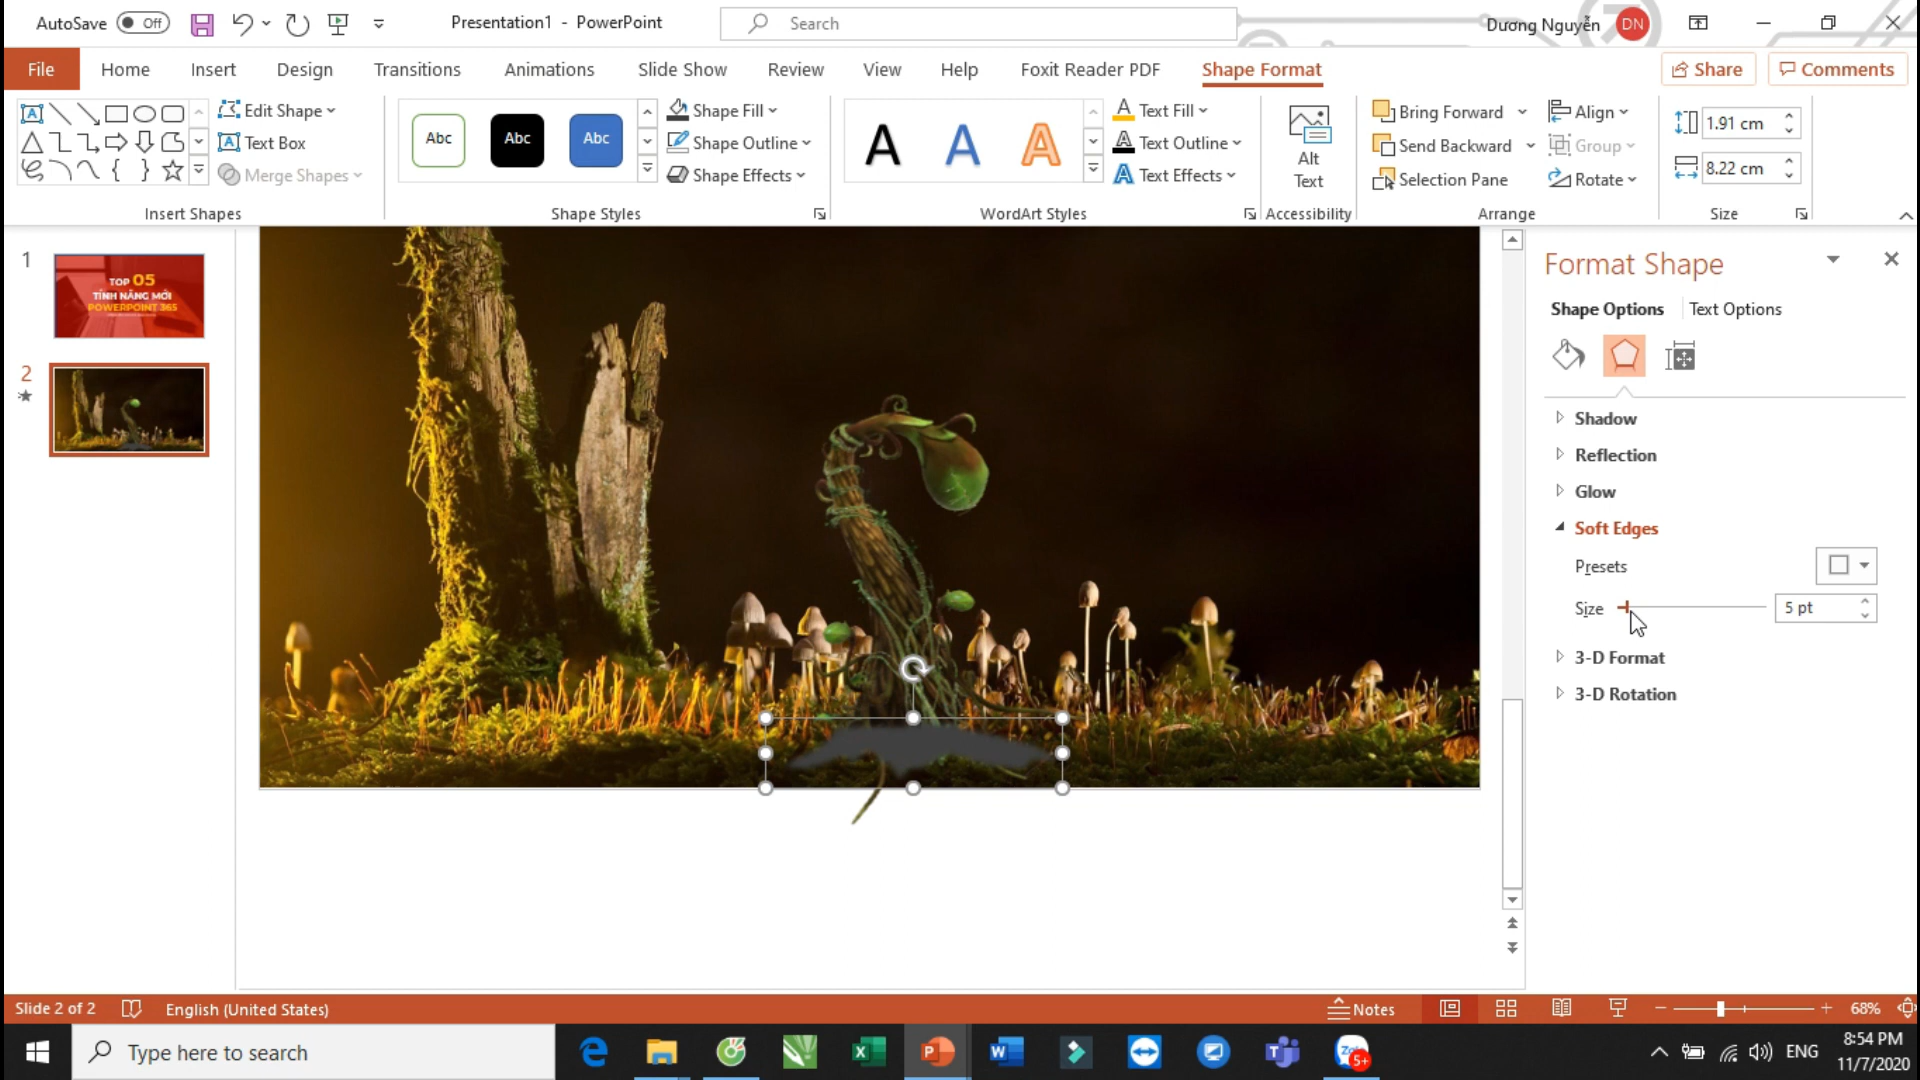 AutoSave Off Presentation1 - PowerPoint Search Dương Nguyễn DN
File Home Insert Design Transitions Animations Slide Show Review View Help Foxit Reader PDF Shape Format Share Comments
Edit Shape Abc Abc Abc Shape Fill A A A A Text Fill Bring Forward Align 1.91 cm
Text Box Shape Outline Text Outline Alt Text Send Backward Group 8.22 cm
Merge Shapes Shape Effects Text Effects Selection Pane Rotate
Insert Shapes Shape Styles WordArt Styles Accessibility Arrange Size
1
TOP 05
TÍNH NĂNG MỚI
POWERPOINT 365
2
Format Shape
Shape Options Text Options
Shadow
Reflection
Glow
Soft Edges
Presets
Size 5 pt
3-D Format
3-D Rotation
Slide 2 of 2 English (United States) Notes 68%
Type here to search ENG 8:54 PM
11/7/2020